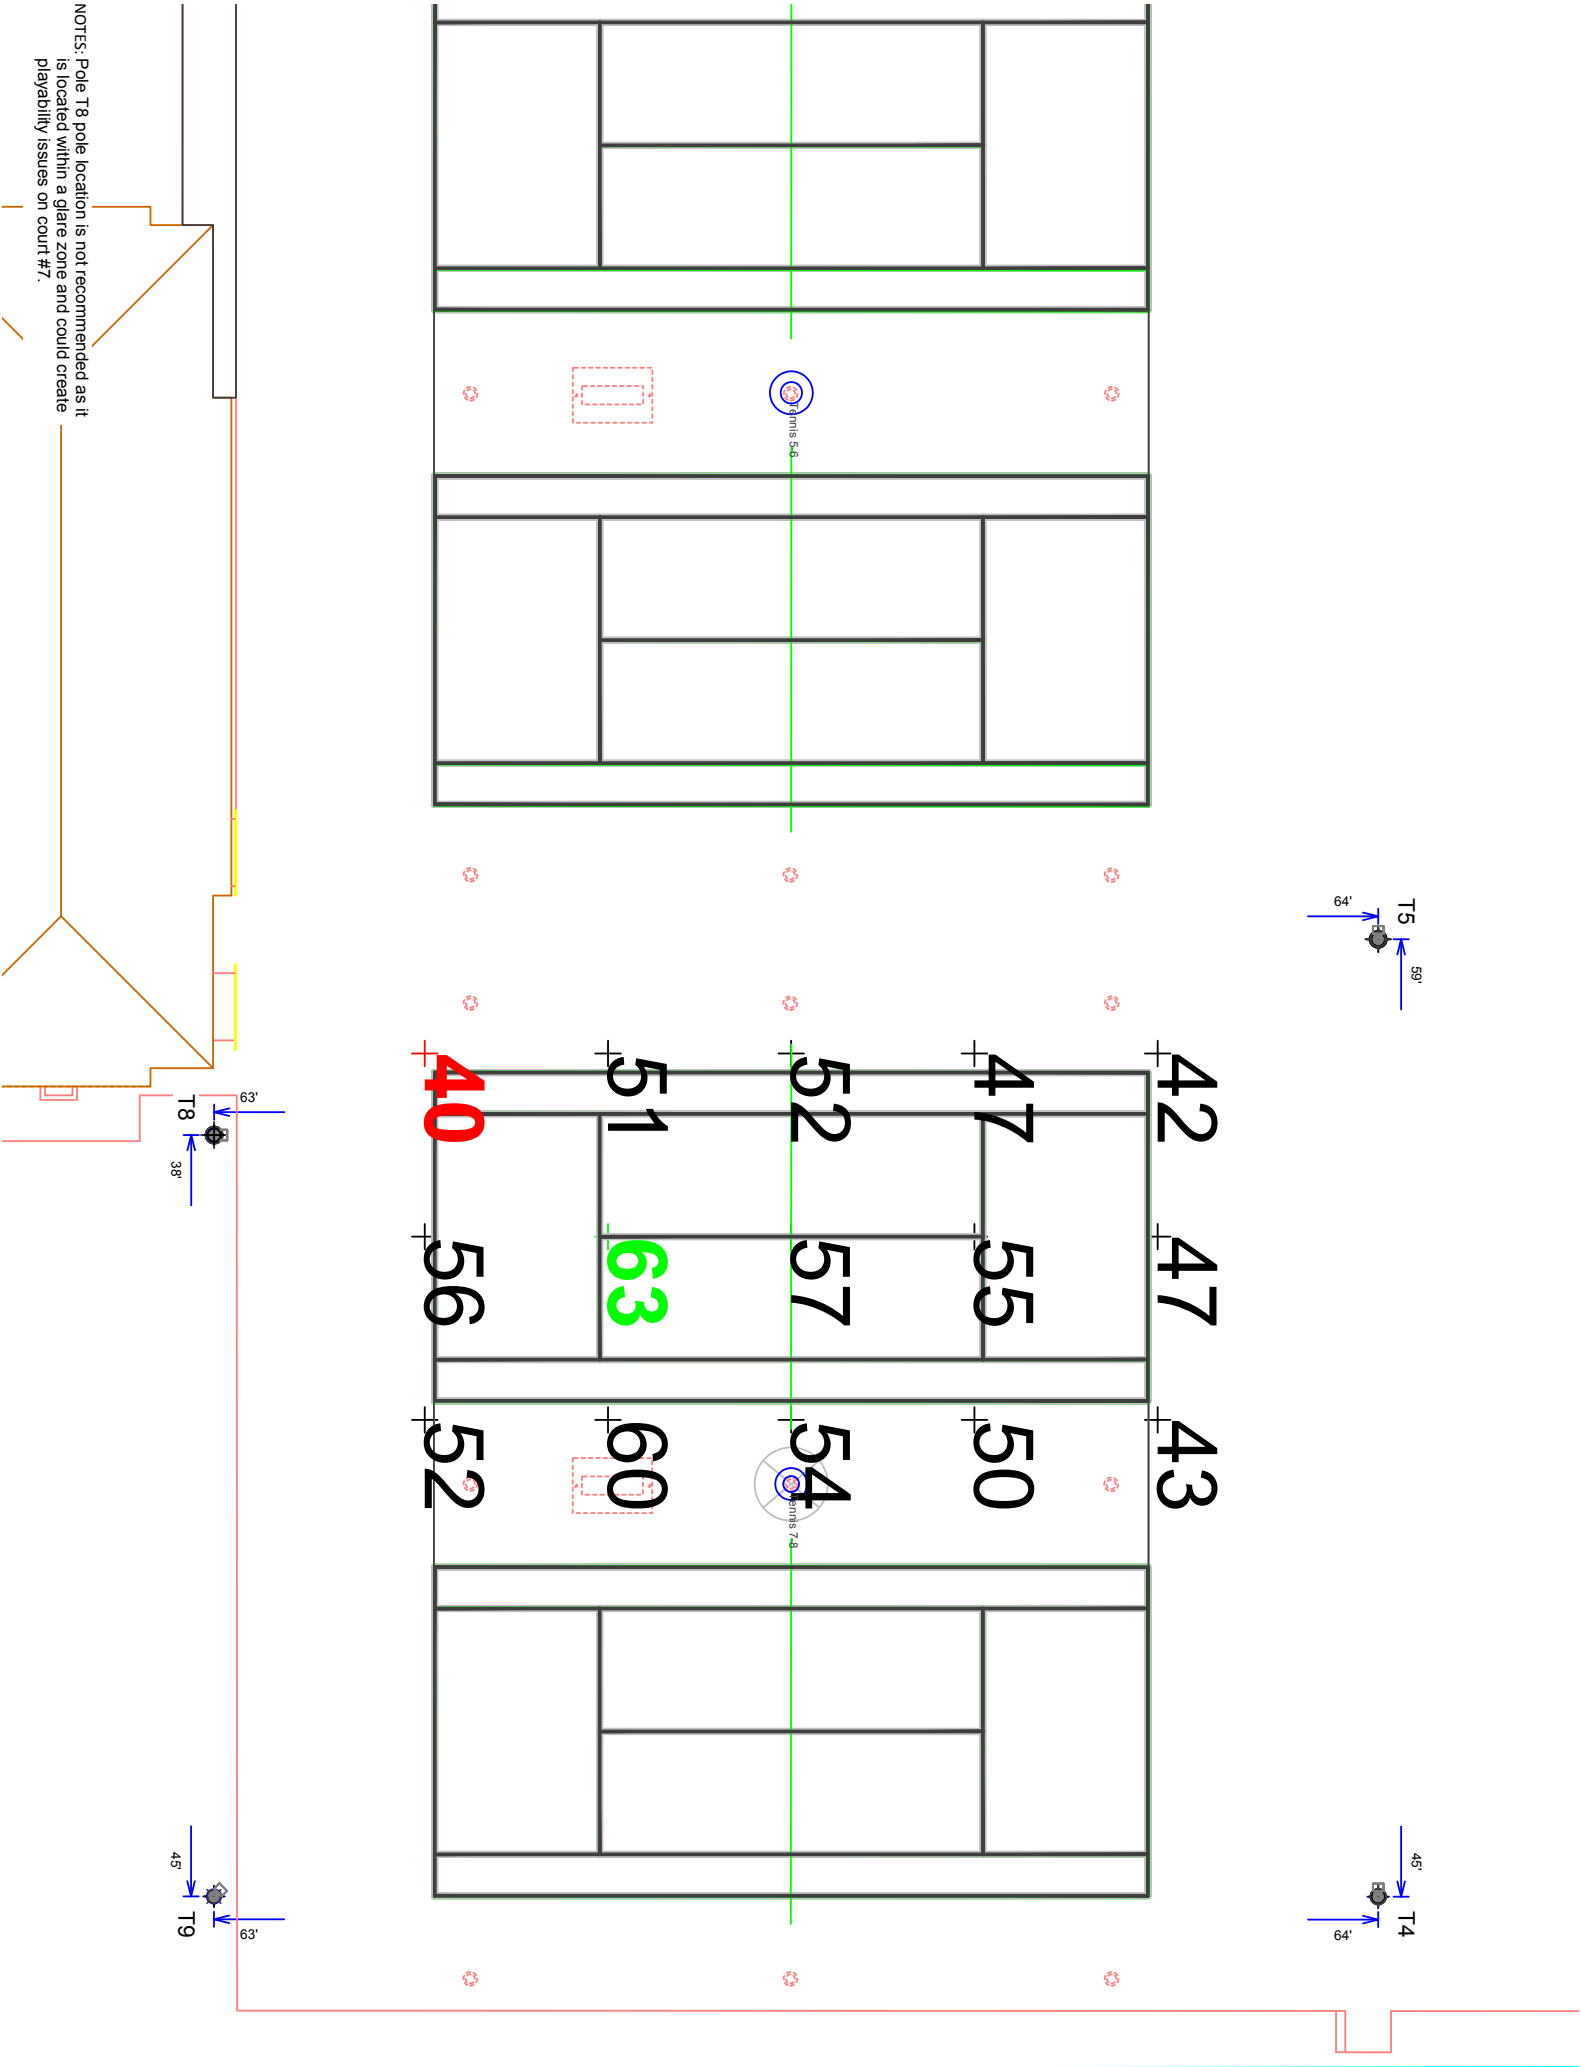 NOTES: Pole T8 pole location is not recommended as it
is located within a glare zone and could create
playability issues on court #7.
Tennis 5-6
T5
64'
59'
42
47
52
51
40
T8
63'
38'
47
55
57
63
56
43
50
54
60
52
Tennis 7-8
T4
45'
64'
T9
45'
63'